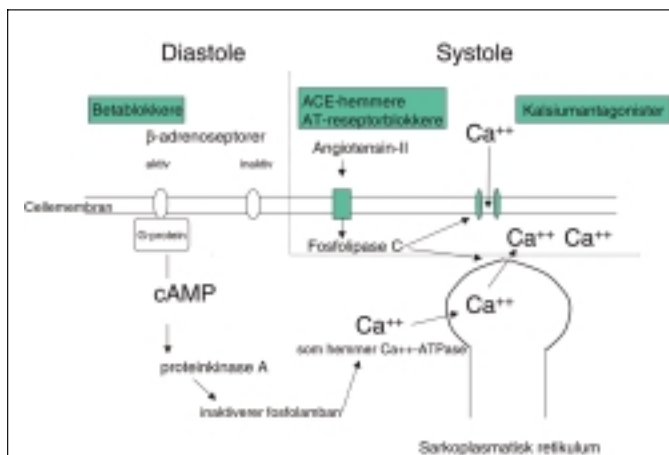 Diastole
Systole
Betablokkere
ACE-hemmere
AT-reseptorblokkere
Kalsiumantagonister
β-adrenoseptorer
aktiv
inaktiv
Angiotensin-II
Ca++
Cellemembran
G-protein
Fosfolipase C
Ca++ Ca++
cAMP
Ca++
Ca++
som hemmer Ca++-ATPase
proteinkinase A
inaktiverer fosfolamban
Sarkoplasmatisk retikulum